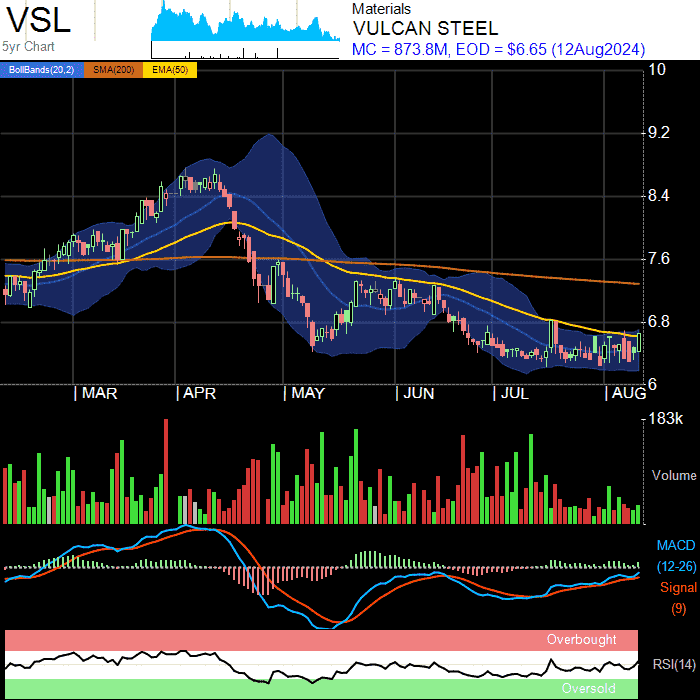 VSL
5yr Chart
Materials
VULCAN STEEL
MC = 873.8M, EOD = $6.65 (12Aug2024)
BollBands(20,2) SMA(200) EMA(50)
10
9.2
8.4
7.6
6.8
6
MAR APR MAY JUN JUL AUG
183k
Volume
MACD
(12-26)
Signal
(9)
Overbought
RSI(14)
Oversold